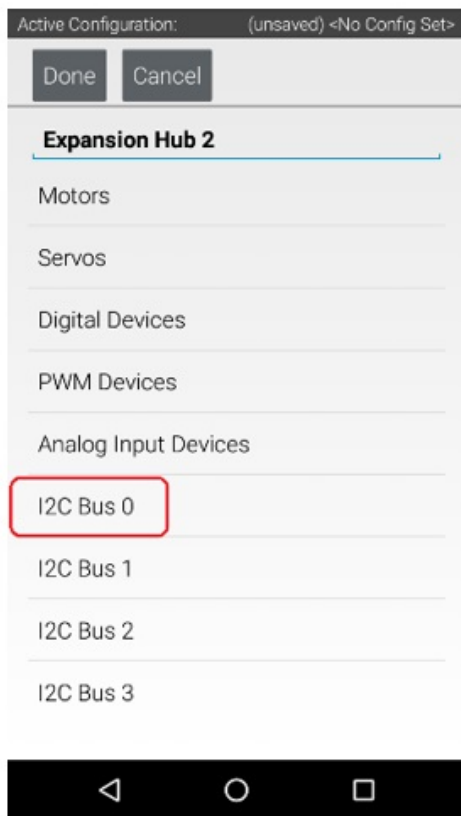 Active Configuration: (unsaved) <No Config Set>
Done Cancel
Expansion Hub 2
Motors
Servos
Digital Devices
PWM Devices
Analog Input Devices
I2C Bus 0
I2C Bus 1
I2C Bus 2
I2C Bus 3